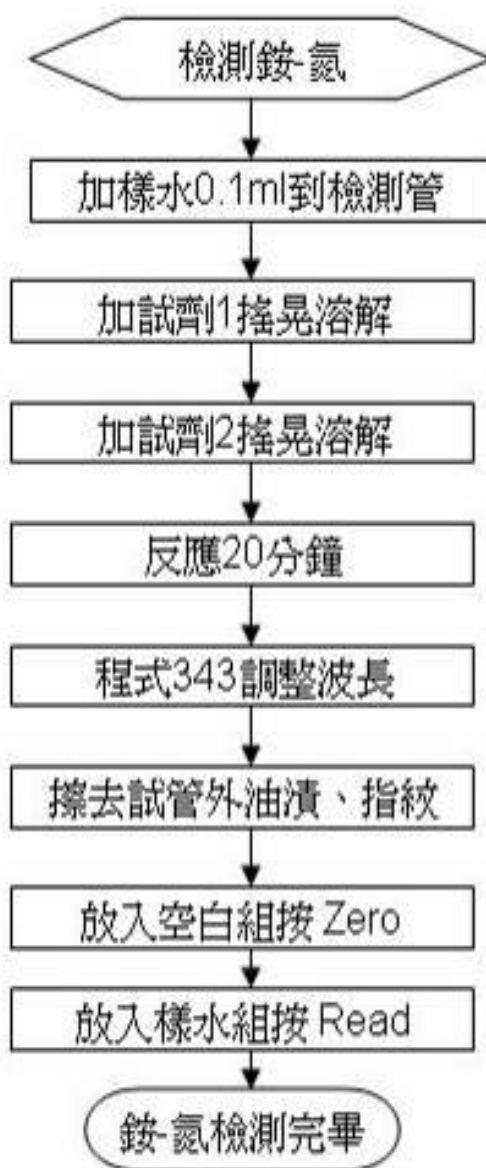 檢測銨-氮
加樣水0.1ml到檢測管
加試劑1搖晃溶解
加試劑2搖晃溶解
反應20分鐘
程式343調整波長
擦去試管外油漬、指紋
放入空白組按 Zero
放入樣水組按 Read
銨-氮檢測完畢